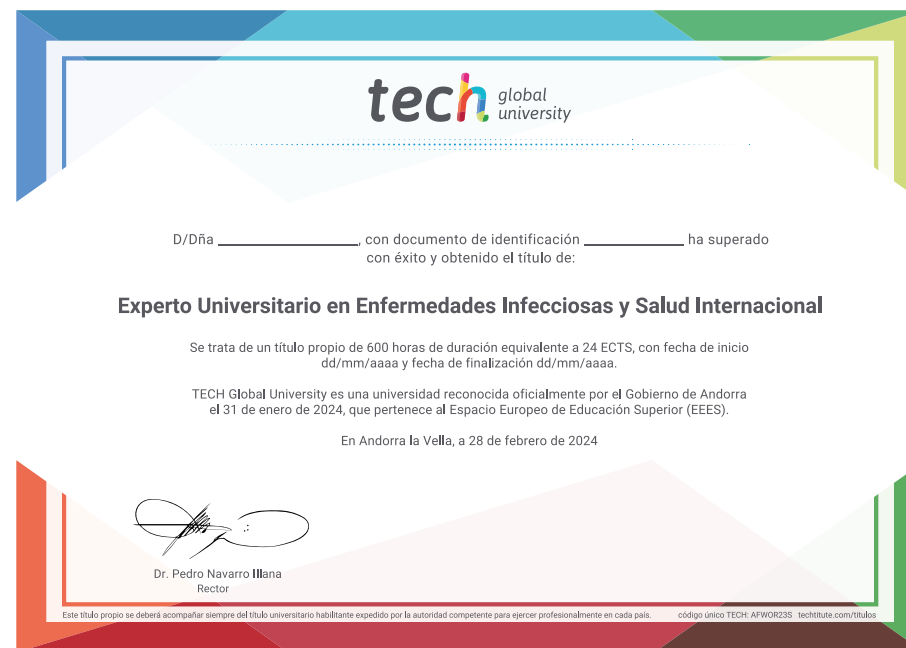 tech global university
D/Dña ______________, con documento de identificación __________ ha superado
con éxito y obtenido el título de:
Experto Universitario en Enfermedades Infecciosas y Salud Internacional
Se trata de un título propio de 600 horas de duración equivalente a 24 ECTS, con fecha de inicio
dd/mm/aaaa y fecha de finalización dd/mm/aaaa.
TECH Global University es una universidad reconocida oficialmente por el Gobierno de Andorra
el 31 de enero de 2024, que pertenece al Espacio Europeo de Educación Superior (EEES).
En Andorra la Vella, a 28 de febrero de 2024
Dr. Pedro Navarro Illana
Rector
Este título propio se deberá acompañar siempre del título universitario habilitante expedido por la autoridad competente para ejercer profesionalmente en cada país. código único TECH: AFWOR23S techtitute.com/titulos